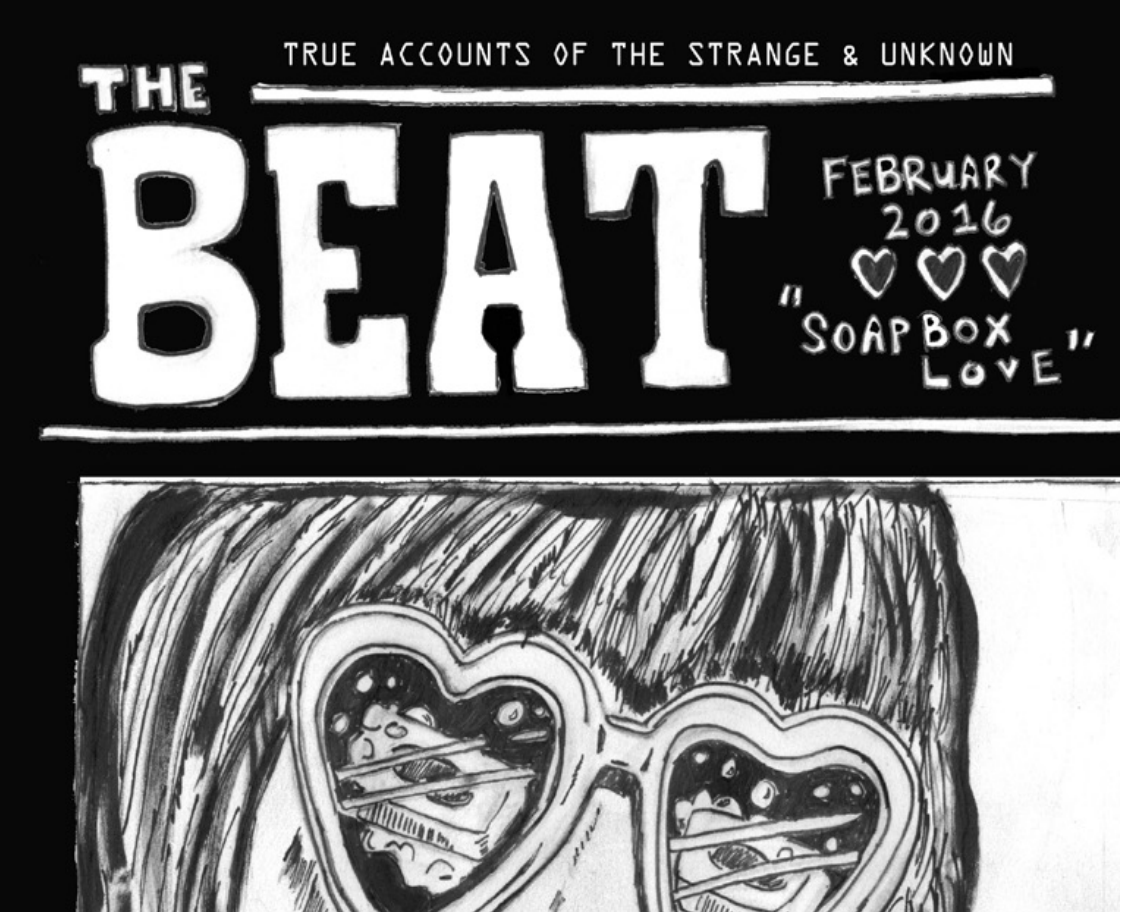 TRUE ACCOUNTS OF THE STRANGE & UNKNOWN
THE
BEAT
FEBRUARY
2016
"SOAPBOX
LOVE"